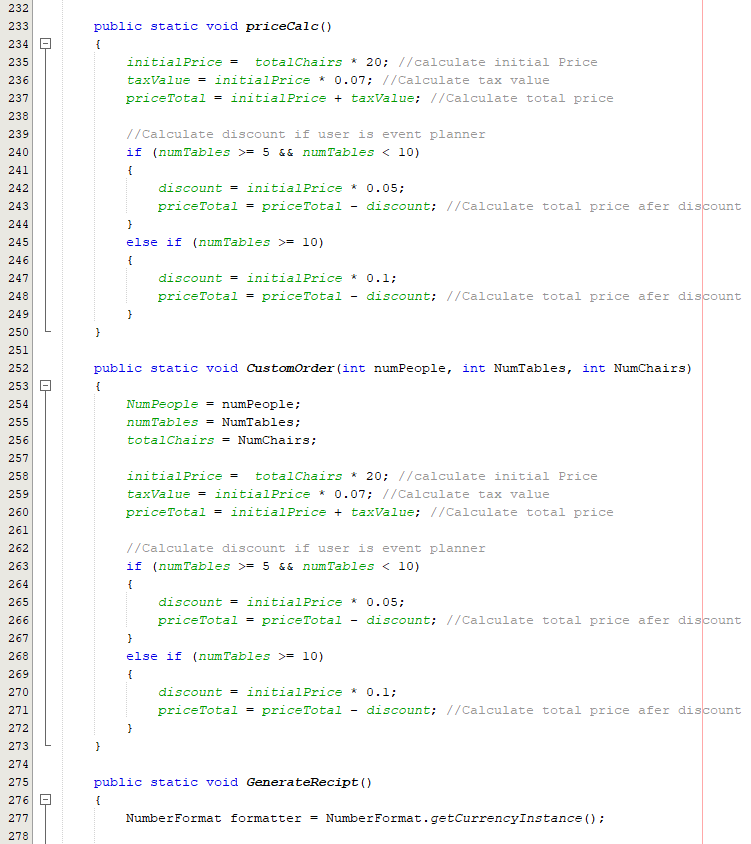 232
233 public static void priceCalc()
234 {
235 initialPrice =  totalChairs * 20; //calculate initial Price
236 taxValue = initialPrice * 0.07; //Calculate tax value
237 priceTotal = initialPrice + taxValue; //Calculate total price
238
239 //Calculate discount if user is event planner
240 if (numTables >= 5 && numTables < 10)
241 {
242 discount = initialPrice * 0.05;
243 priceTotal = priceTotal - discount; //Calculate total price afer discount
244 }
245 else if (numTables >= 10)
246 {
247 discount = initialPrice * 0.1;
248 priceTotal = priceTotal - discount; //Calculate total price afer discount
249 }
250 }
251
252 public static void CustomOrder(int numPeople, int NumTables, int NumChairs)
253 {
254 NumPeople = numPeople;
255 numTables = NumTables;
256 totalChairs = NumChairs;
257
258 initialPrice =  totalChairs * 20; //calculate initial Price
259 taxValue = initialPrice * 0.07; //Calculate tax value
260 priceTotal = initialPrice + taxValue; //Calculate total price
261
262 //Calculate discount if user is event planner
263 if (numTables >= 5 && numTables < 10)
264 {
265 discount = initialPrice * 0.05;
266 priceTotal = priceTotal - discount; //Calculate total price afer discount
267 }
268 else if (numTables >= 10)
269 {
270 discount = initialPrice * 0.1;
271 priceTotal = priceTotal - discount; //Calculate total price afer discount
272 }
273 }
274
275 public static void GenerateRecipt()
276 {
277 NumberFormat formatter = NumberFormat.getCurrencyInstance();
278